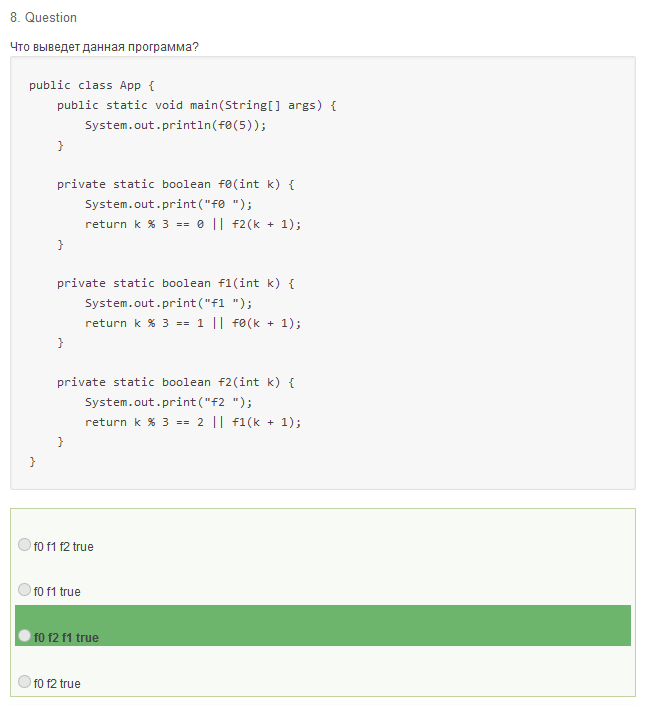 8. Question
Что выведет данная программа?
public class App {
    public static void main(String[] args) {
        System.out.println(f0(5));
    }
    private static boolean f0(int k) {
        System.out.print("f0 ");
        return k % 3 == 0 || f2(k + 1);
    }
    private static boolean f1(int k) {
        System.out.print("f1 ");
        return k % 3 == 1 || f0(k + 1);
    }
    private static boolean f2(int k) {
        System.out.print("f2 ");
        return k % 3 == 2 || f1(k + 1);
    }
}
f0 f1 f2 true
f0 f1 true
f0 f2 f1 true
f0 f2 true